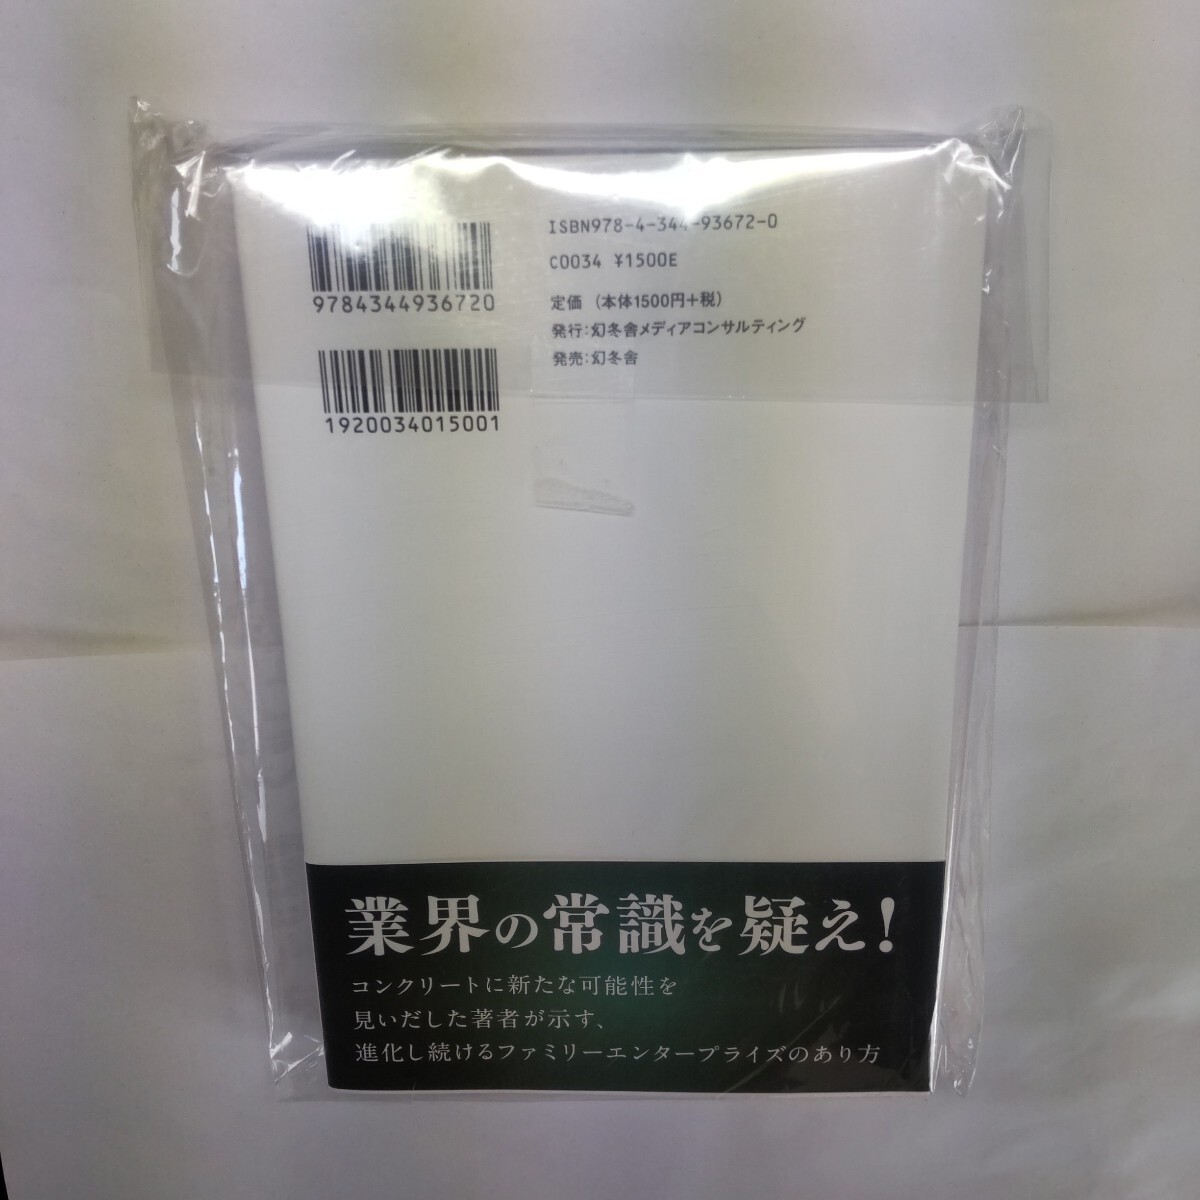 ISBN978-4-344-93672-0
C0034 ¥1500E
定価（本体1500円+税）
発行：幻冬舎メディアコンサルティング
発売：幻冬舎
9784344936720
1920034015001
業界の常識を疑え！
コンクリートに新たな可能性を
見いだした著者が示す、
進化し続けるファミリーエンタープライズのあり方